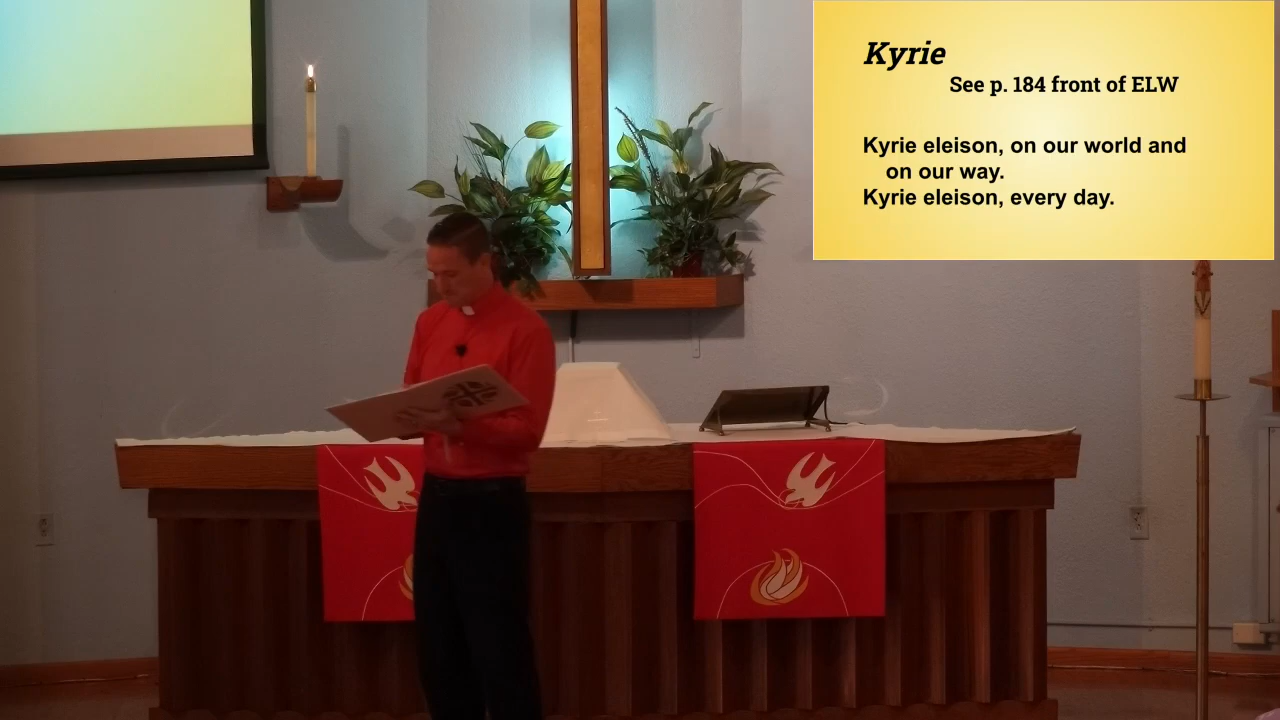 Kyrie
See p. 184 front of ELW
Kyrie eleison, on our world and
on our way.
Kyrie eleison, every day.